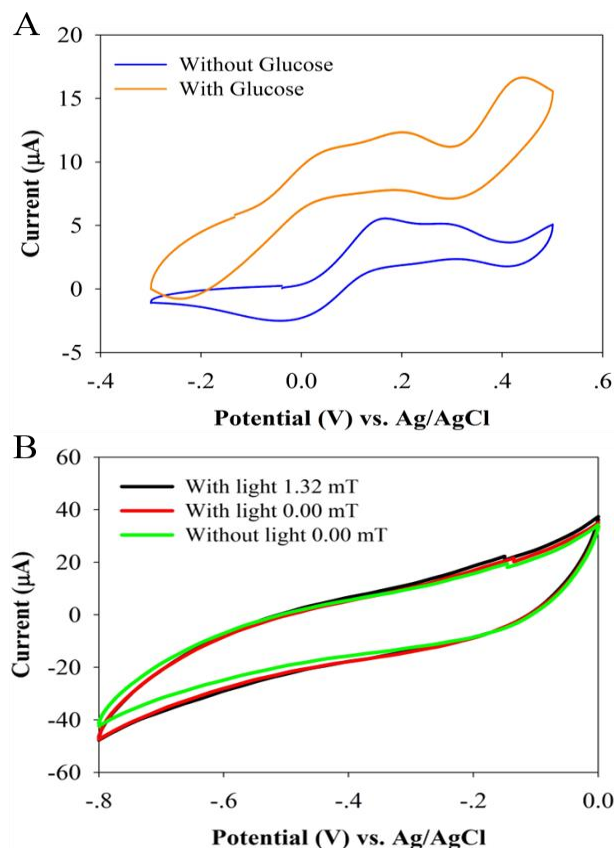 A
20
15
10
5
0
-5
Current (µA)
Without Glucose
With Glucose
-.4 -.2 0.0 .2 .4 .6
Potential (V) vs. Ag/AgCl
B
60
40
20
0
-20
-40
-60
Current (µA)
With light 1.32 mT
With light 0.00 mT
Without light 0.00 mT
-.8 -.6 -.4 -.2 0.0
Potential (V) vs. Ag/AgCl